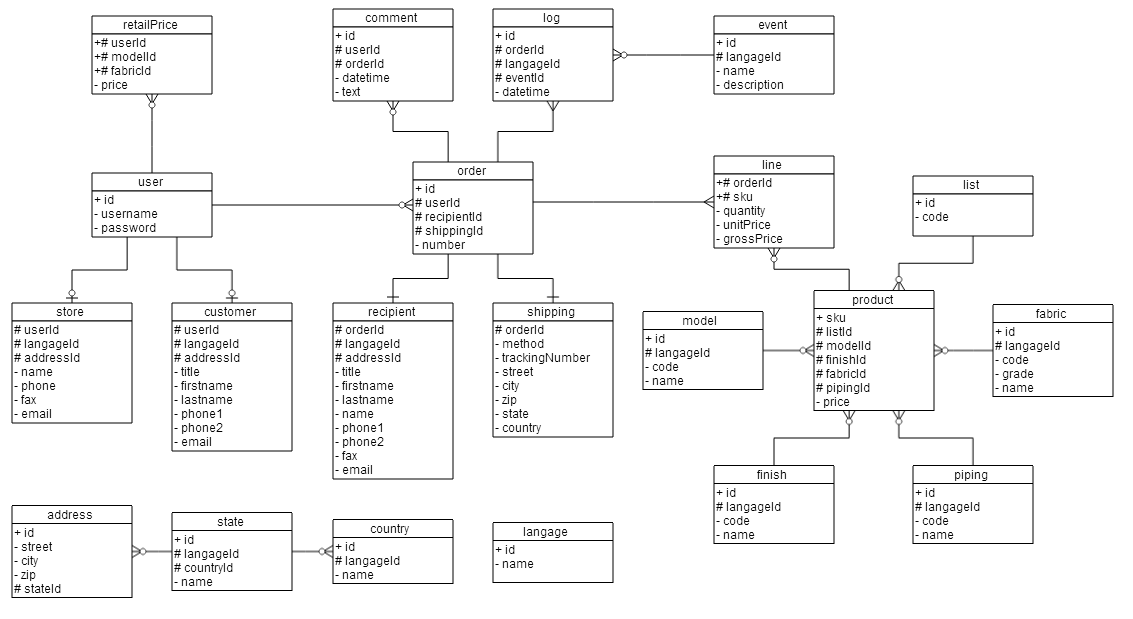 retailPrice
+# userId
+# modelId
+# fabricId
- price
comment
+ id
# userId
# orderId
- datetime
- text
log
+ id
# orderId
# langageId
# eventId
- datetime
event
+ id
# langageId
- name
- description
user
+ id
- username
- password
order
+ id
# userId
# recipientId
# shippingId
- number
line
+# orderId
+# sku
- quantity
- unitPrice
- grossPrice
list
+ id
- code
store
# userId
# langageId
# addressId
- name
- phone
- fax
- email
customer
# userId
# langageId
# addressId
- title
- firstname
- lastname
- phone1
- phone2
- email
recipient
# orderId
# langageId
# addressId
- title
- firstname
- lastname
- name
- phone1
- phone2
- fax
- email
shipping
# orderId
- method
- trackingNumber
- street
- city
- zip
- state
- country
model
+ id
# langageId
- code
- name
product
+ sku
# listId
# modelId
# finishId
# fabricId
# pipingId
- price
fabric
+ id
# langageId
- code
- grade
- name
finish
+ id
# langageId
- code
- name
piping
+ id
# langageId
- code
- name
address
+ id
- street
- city
- zip
# stateId
state
+ id
# langageId
# countryId
- name
country
+ id
# langageId
- name
langage
+ id
- name